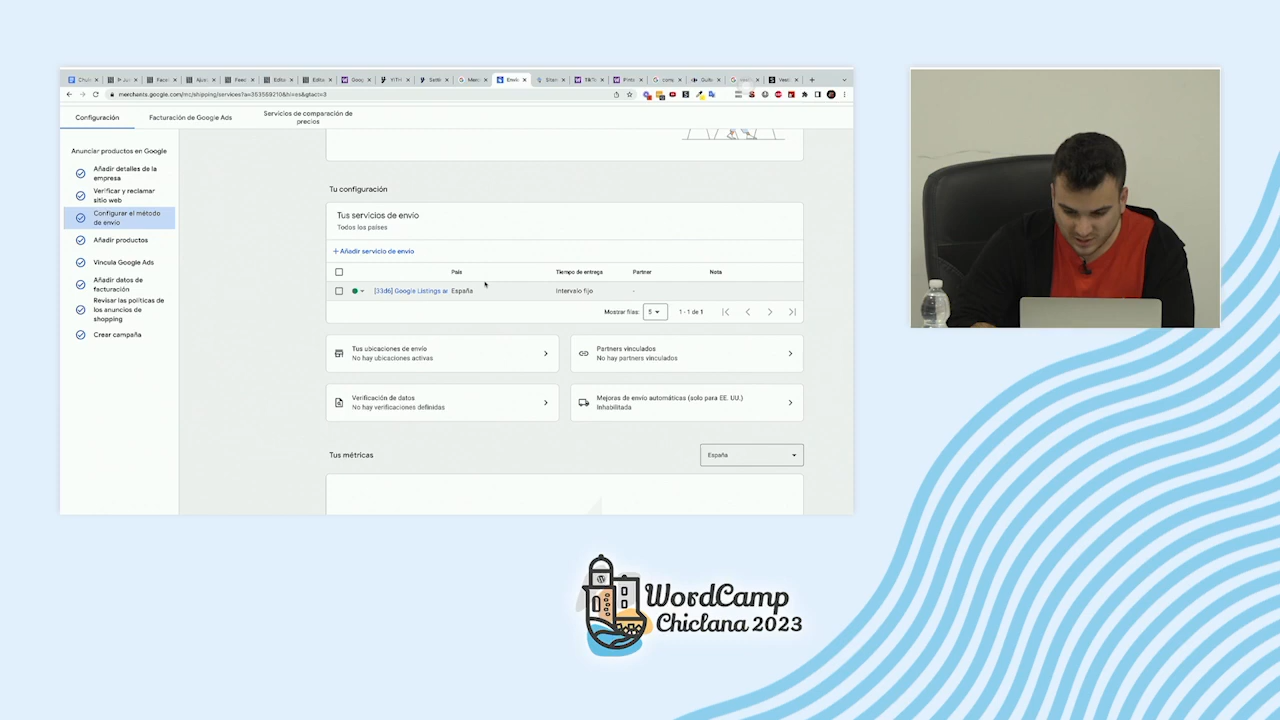 Envío
merchants.google.com/mc/shipping/services?a=353559210&hl=es&gtact=3
Configuración
Facturación de Google Ads
Servicios de comparación de
precios
Anunciar productos en Google
Añadir detalles de la
empresa
Verificar y reclamar
sitio web
Configurar el método
de envío
Añadir productos
Vincula Google Ads
Añadir datos de
facturación
Revisar las políticas de
los anuncios de
shopping
Crear campaña
Tu configuración
Tus servicios de envío
Todos los países
+ Añadir servicio de envío
País
Tiempo de entrega
Partner
Nota
[33d6] Google Listings ar
España
Intervalo fijo
-
Mostrar filas:
5
1 - 1 de 1
Tus ubicaciones de envío
No hay ubicaciones activas
Partners vinculados
No hay partners vinculados
Verificación de datos
No hay verificaciones definidas
Mejoras de envío automáticas (solo para EE. UU.)
Inhabilitada
Tus métricas
España
WordCamp
Chiclana 2023